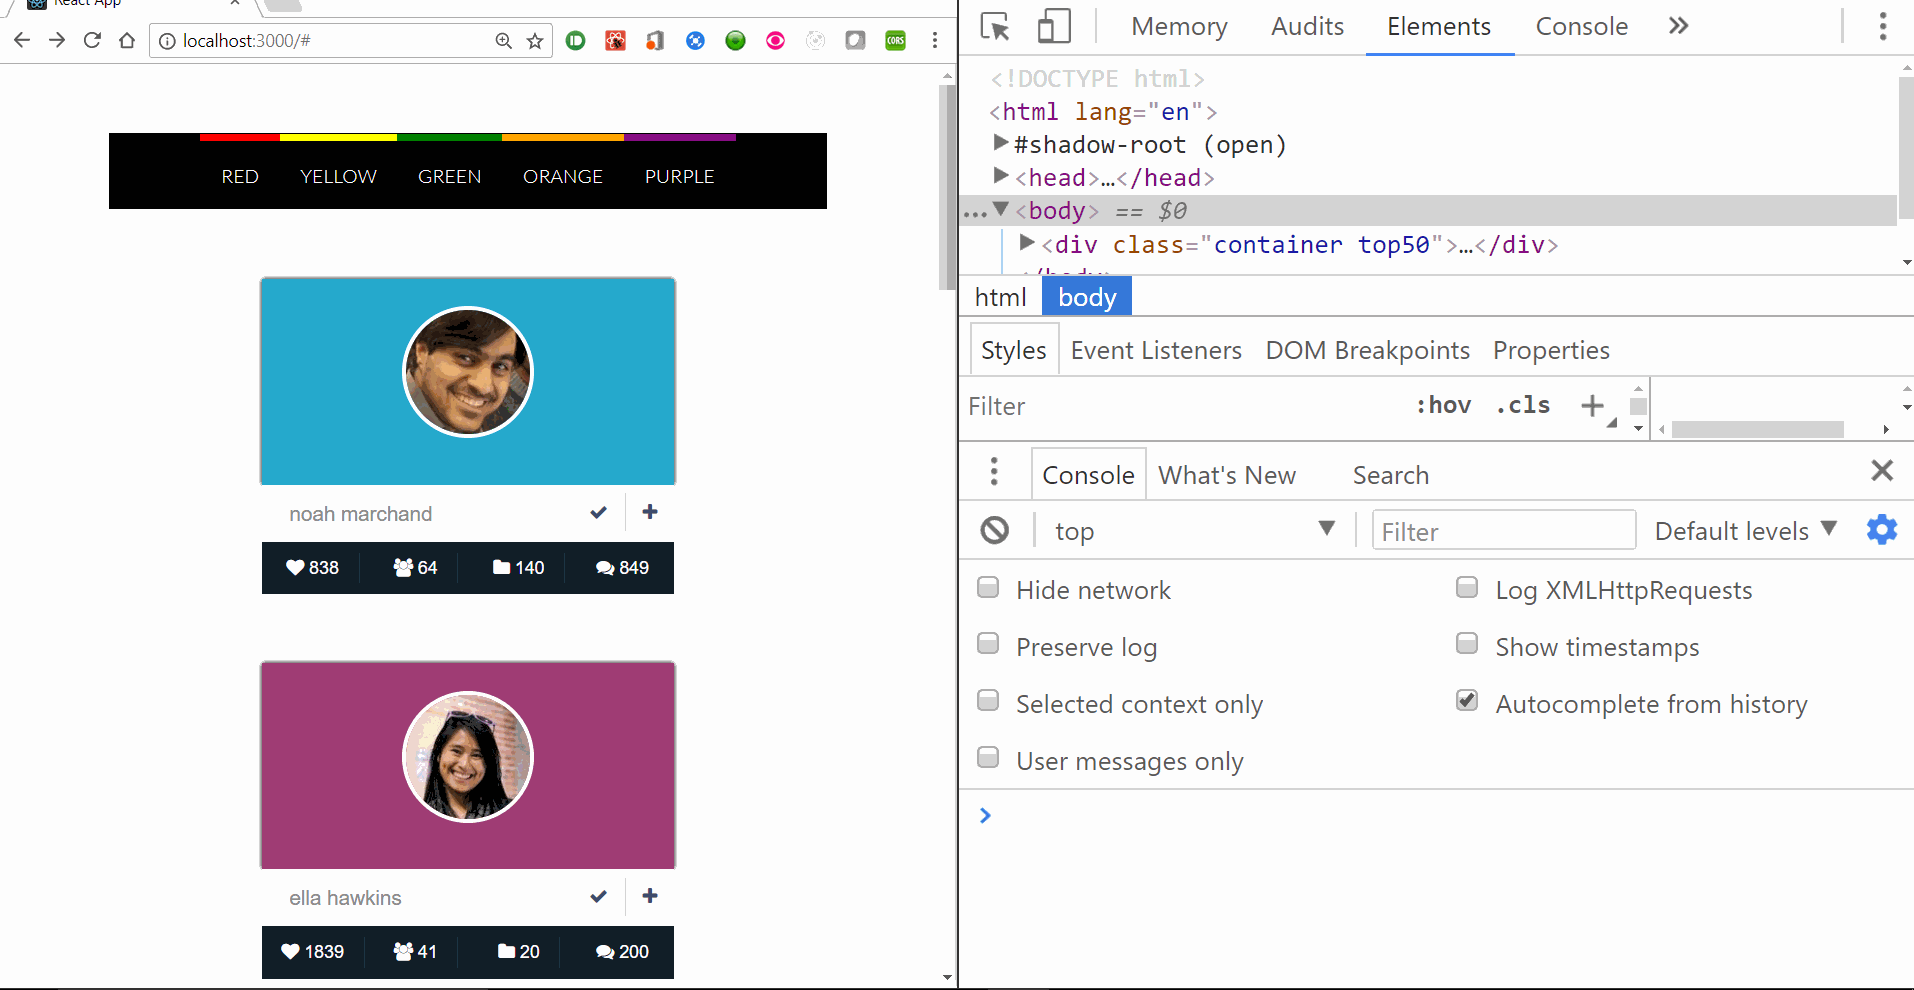 React App
localhost:3000/#
CORS
RED YELLOW GREEN ORANGE PURPLE
noah marchand
838 64 140 849
ella hawkins
1839 41 20 200
Memory Audits Elements Console
<!DOCTYPE html>
<html lang="en">
#shadow-root (open)
<head>…</head>
… <body> == $0
<div class="container top50">…</div>
</body>
html body
Styles Event Listeners DOM Breakpoints Properties
Filter :hov .cls
Console What's New Search
top Filter Default levels
Hide network Log XMLHttpRequests
Preserve log Show timestamps
Selected context only Autocomplete from history
User messages only